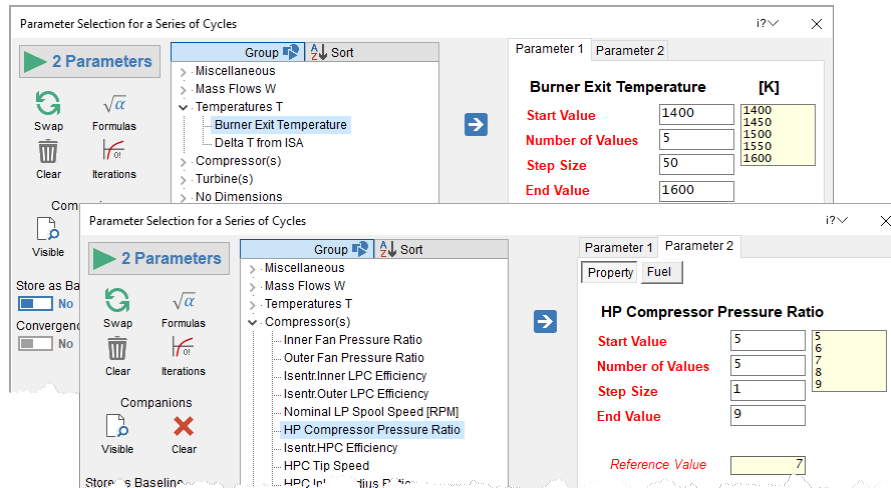 Parameter Selection for a Series of Cycles
i?
2 Parameters
Swap
√α
Formulas
Clear
0!
Iterations
Com
Visible
Store as Ba
No
Convergenc
No
Group
A
Z
Sort
Miscellaneous
Mass Flows W
Temperatures T
Burner Exit Temperature
Delta T from ISA
Compressor(s)
Turbine(s)
No Dimensions
Parameter 1
Parameter 2
Burner Exit Temperature [K]
Start Value 1400
Number of Values 5
Step Size 50
End Value 1600
1400
1450
1500
1550
1600
Parameter Selection for a Series of Cycles
i?
2 Parameters
Swap
√α
Formulas
Clear
0!
Iterations
Companions
Visible
Clear
Store as Baseline
Group
A
Z
Sort
Miscellaneous
Mass Flows W
Temperatures T
Compressor(s)
Inner Fan Pressure Ratio
Outer Fan Pressure Ratio
Isentr.Inner LPC Efficiency
Isentr.Outer LPC Efficiency
Nominal LP Spool Speed [RPM]
HP Compressor Pressure Ratio
Isentr.HPC Efficiency
HPC Tip Speed
Parameter 1
Parameter 2
Property
Fuel
HP Compressor Pressure Ratio
Start Value 5
Number of Values 5
Step Size 1
End Value 9
5
6
7
8
9
Reference Value 7